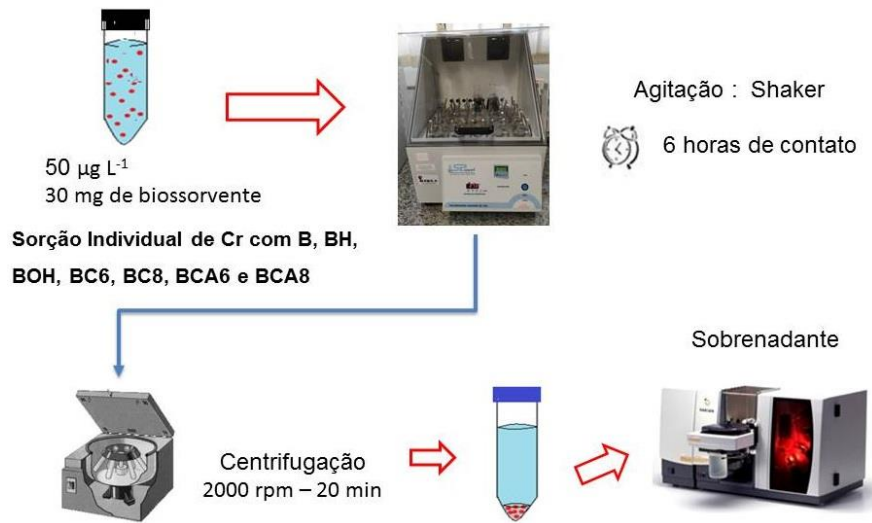 50 µg L⁻¹
30 mg de biossorvente
Sorção Individual de Cr com B, BH,
BOH, BC6, BC8, BCA6 e BCA8
Agitação : Shaker
6 horas de contato
Centrifugação
2000 rpm – 20 min
Sobrenadante